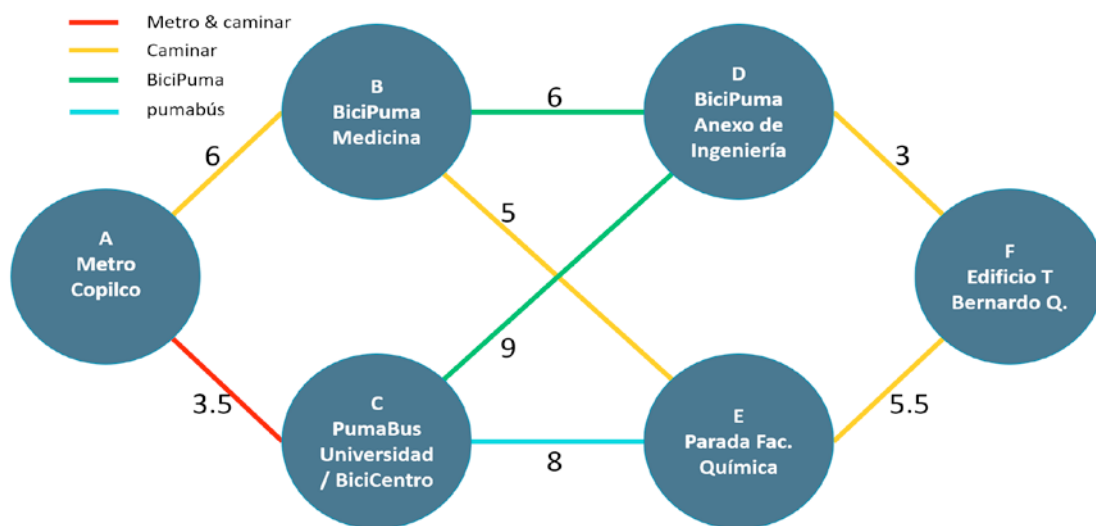 Metro & caminar
Caminar
BiciPuma
pumabús
A
Metro
Copilco
B
BiciPuma
Medicina
C
PumaBus
Universidad
/ BiciCentro
D
BiciPuma
Anexo de
Ingeniería
E
Parada Fac.
Química
F
Edificio T
Bernardo Q.
6
3.5
6
5
9
8
3
5.5